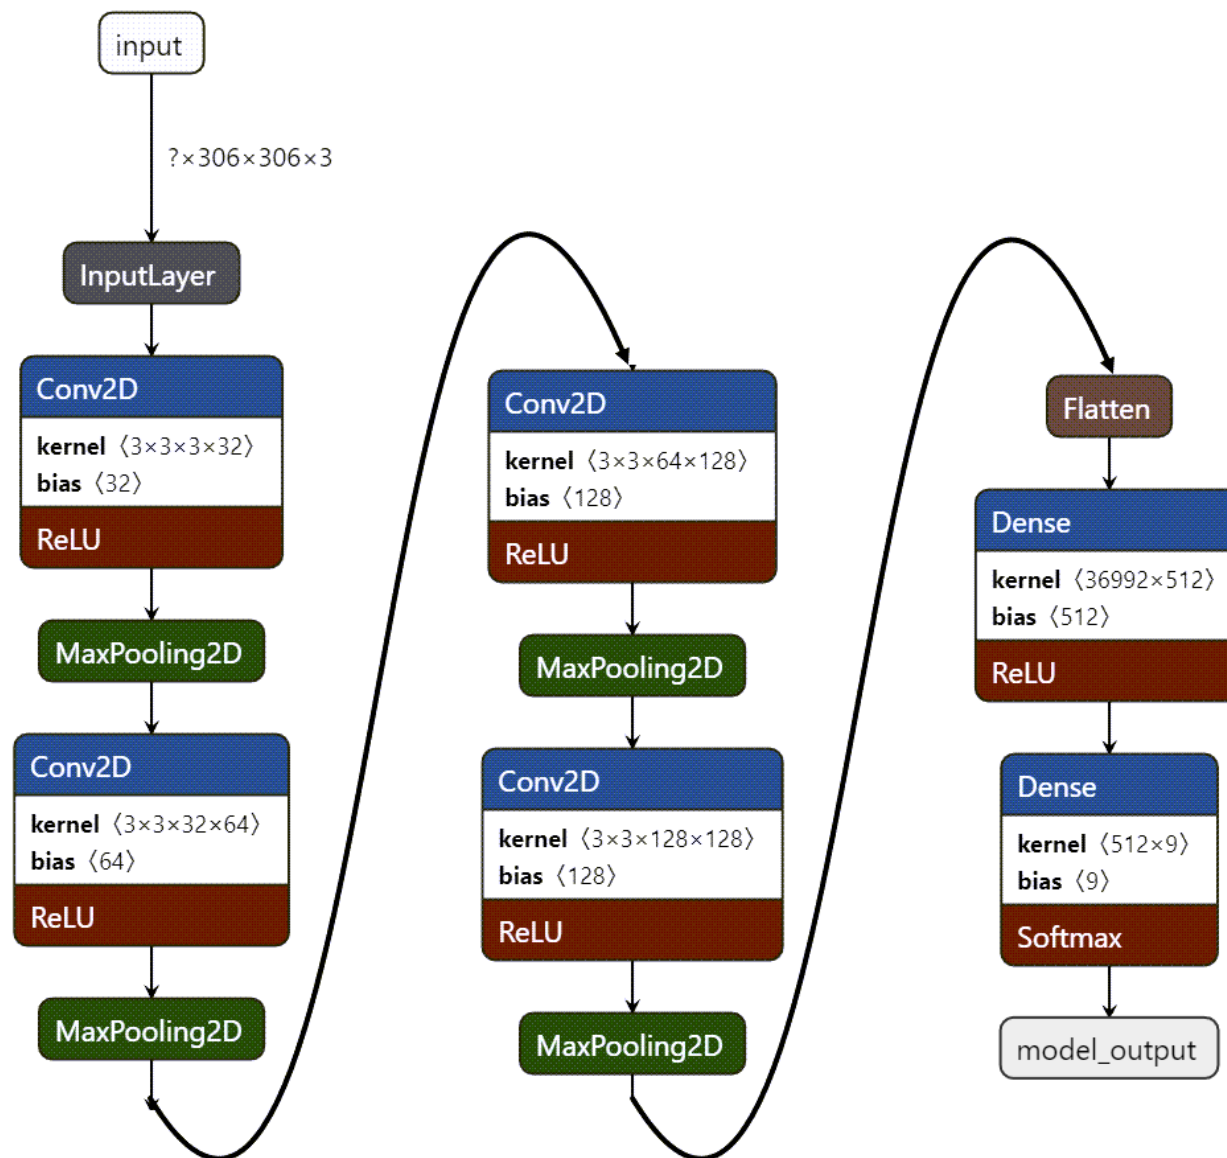 input
?×306×306×3
InputLayer
Conv2D
kernel 〈3×3×3×32〉
bias 〈32〉
ReLU
MaxPooling2D
Conv2D
kernel 〈3×3×32×64〉
bias 〈64〉
ReLU
MaxPooling2D
Conv2D
kernel 〈3×3×64×128〉
bias 〈128〉
ReLU
MaxPooling2D
Conv2D
kernel 〈3×3×128×128〉
bias 〈128〉
ReLU
MaxPooling2D
Flatten
Dense
kernel 〈36992×512〉
bias 〈512〉
ReLU
Dense
kernel 〈512×9〉
bias 〈9〉
Softmax
model_output